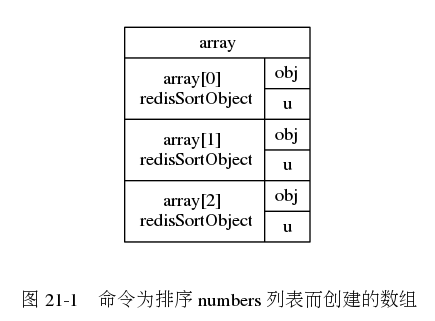 array
array[0]
redisSortObject
obj
u
array[1]
redisSortObject
obj
u
array[2]
redisSortObject
obj
u
图 21-1 命令为排序 numbers 列表而创建的数组